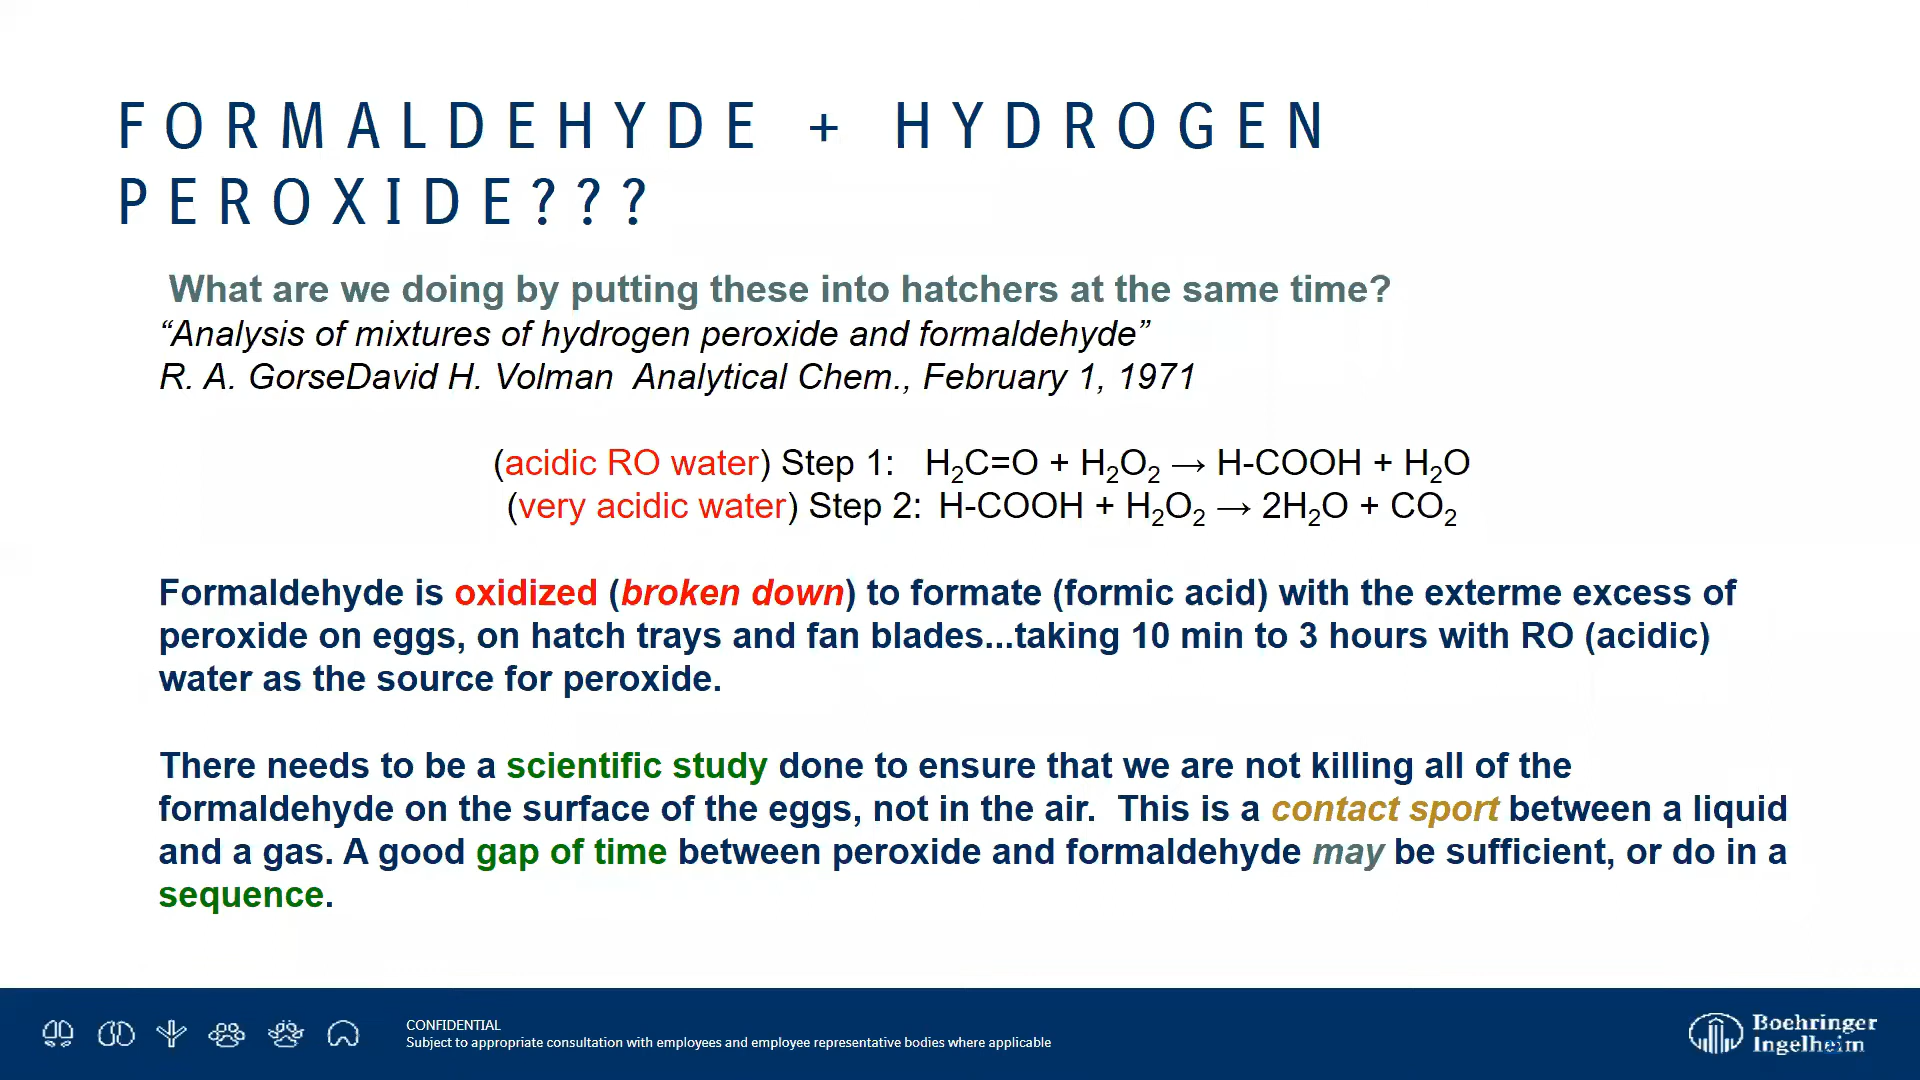 FORMALDEHYDE + HYDROGEN
PEROXIDE???
What are we doing by putting these into hatchers at the same time?
“Analysis of mixtures of hydrogen peroxide and formaldehyde”
R. A. GorseDavid H. Volman Analytical Chem., February 1, 1971
(acidic RO water) Step 1: H₂C=O + H₂O₂ → H-COOH + H₂O
(very acidic water) Step 2: H-COOH + H₂O₂ → 2H₂O + CO₂
Formaldehyde is oxidized (broken down) to formate (formic acid) with the exterme excess of
peroxide on eggs, on hatch trays and fan blades...taking 10 min to 3 hours with RO (acidic)
water as the source for peroxide.
There needs to be a scientific study done to ensure that we are not killing all of the
formaldehyde on the surface of the eggs, not in the air. This is a contact sport between a liquid
and a gas. A good gap of time between peroxide and formaldehyde may be sufficient, or do in a
sequence.
CONFIDENTIAL
Subject to appropriate consultation with employees and employee representative bodies where applicable
Boehringer
Ingelheim